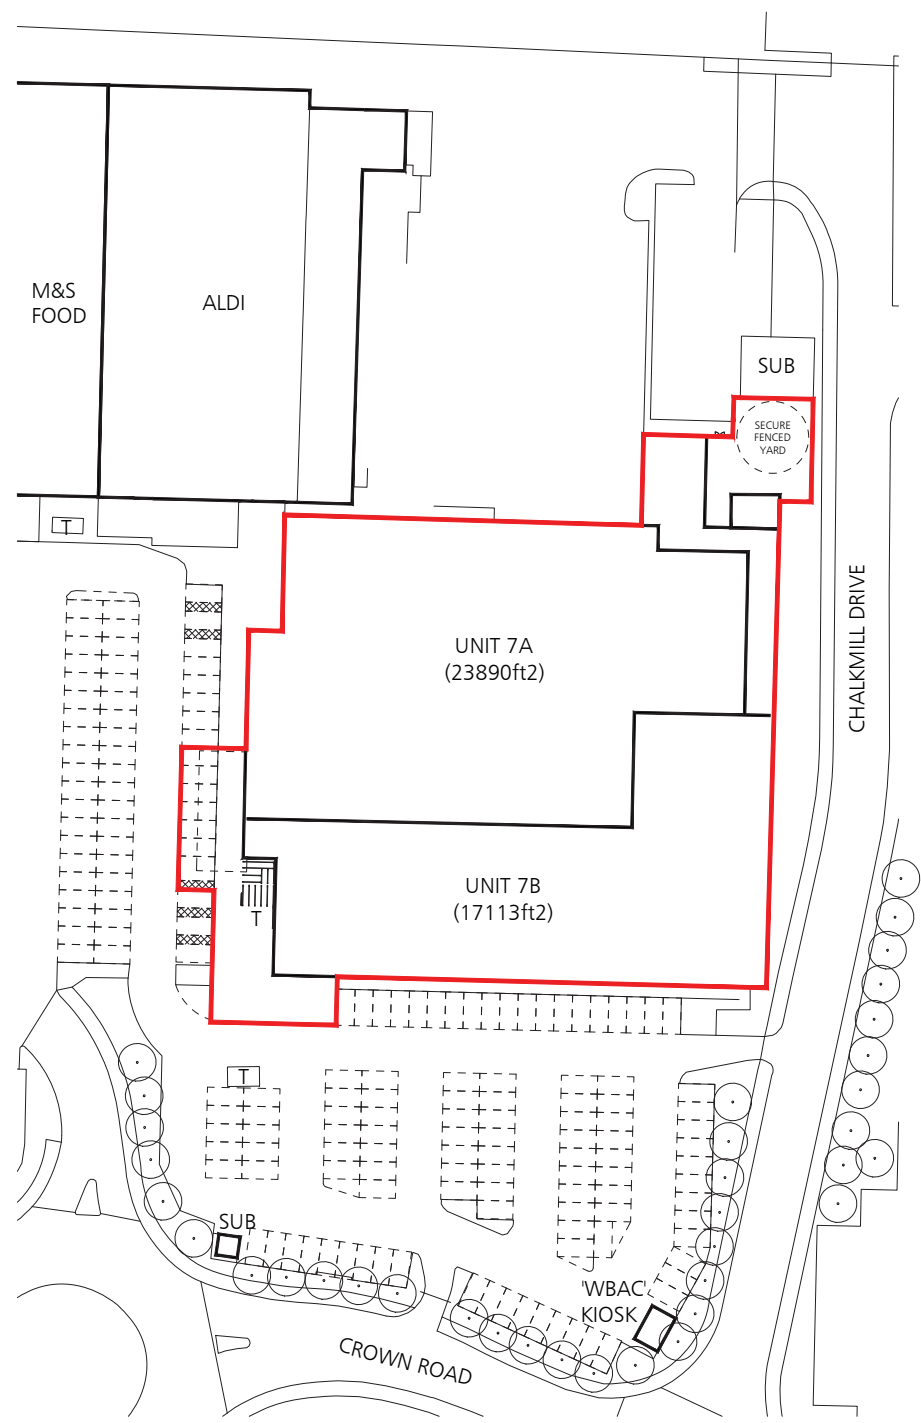 M&S
FOOD
ALDI
SUB
SECURE
FENCED
YARD
T
CHALKMILL DRIVE
UNIT 7A
(23890ft2)
UNIT 7B
(17113ft2)
T
T
SUB
'WBAC'
KIOSK
CROWN ROAD